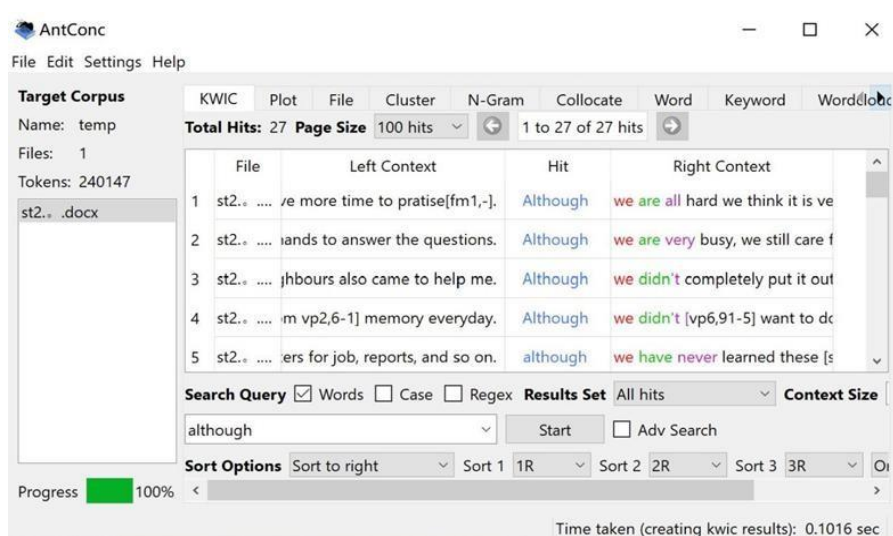 AntConc
File Edit Settings Help
Target Corpus
Name: temp
Files: 1
Tokens: 240147
st2.。.docx
Progress 100%
KWIC Plot File Cluster N-Gram Collocate Word Keyword Wordcloud
Total Hits: 27 Page Size 100 hits 1 to 27 of 27 hits
File Left Context Hit Right Context
1 st2.。.... ve more time to pratise[fm1,-]. Although we are all hard we think it is ve
2 st2.。.... ands to answer the questions. Although we are very busy, we still care f
3 st2.。.... ghbours also came to help me. Although we didn't completely put it out
4 st2.。.... m vp2,6-1] memory everyday. Although we didn't [vp6,91-5] want to do
5 st2.。.... ers for job, reports, and so on. although we have never learned these [s
Search Query Words Case Regex Results Set All hits Context Size
although Start Adv Search
Sort Options Sort to right Sort 1 1R Sort 2 2R Sort 3 3R Or
Time taken (creating kwic results): 0.1016 sec